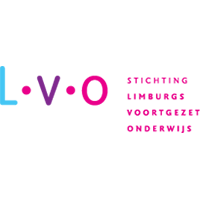 L·V·O
STICHTING
LIMBURGS
VOORTGEZET
ONDERWIJS